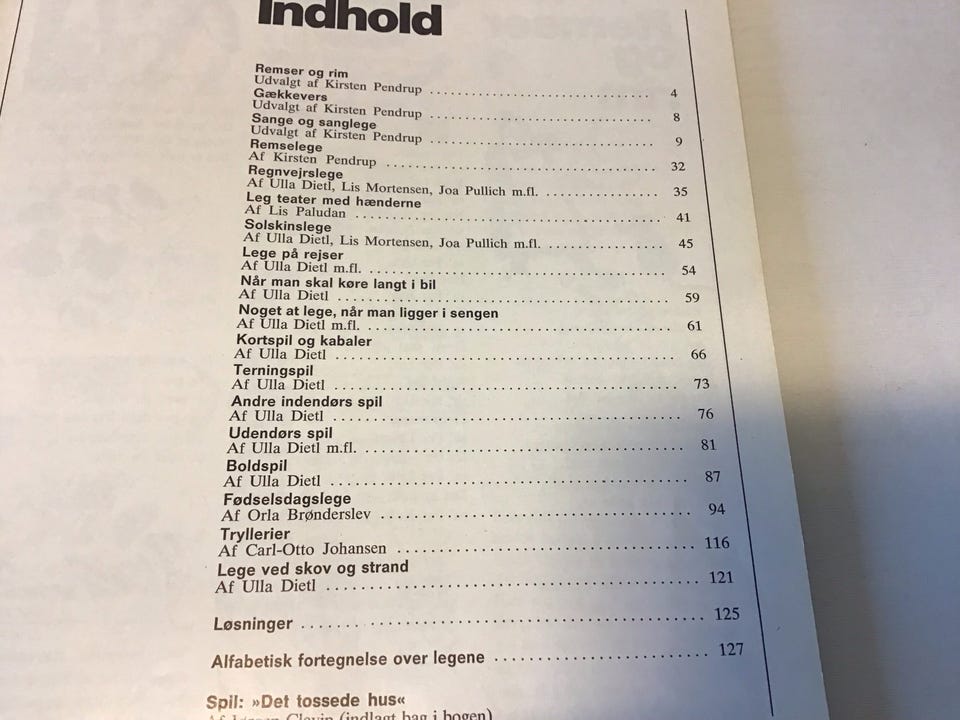 Indhold
Remser og rim
Udvalgt af Kirsten Pendrup .................................. 4
Gækkevers
Udvalgt af Kirsten Pendrup .................................. 8
Sange og sanglege
Udvalgt af Kirsten Pendrup .................................. 9
Remselege
Af Kirsten Pendrup .................................. 32
Regnvejrslege
Af Ulla Dietl, Lis Mortensen, Joa Pullich m.fl. ................. 35
Leg teater med hænderne
Af Lis Paludan .................................. 41
Solskinslege
Af Ulla Dietl, Lis Mortensen, Joa Pullich m.fl. ................. 45
Lege på rejser
Af Ulla Dietl m.fl. .................................. 54
Når man skal køre langt i bil
Af Ulla Dietl .................................. 59
Noget at lege, når man ligger i sengen
Af Ulla Dietl m.fl. .................................. 61
Kortspil og kabaler
Af Ulla Dietl .................................. 66
Terningspil
Af Ulla Dietl .................................. 73
Andre indendørs spil
Af Ulla Dietl .................................. 76
Udendørs spil
Af Ulla Dietl m.fl. .................................. 81
Boldspil
Af Ulla Dietl .................................. 87
Fødselsdagslege
Af Orla Brønderslev .................................. 94
Tryllerier
Af Carl-Otto Johansen .................................. 116
Lege ved skov og strand
Af Ulla Dietl .................................. 121
Løsninger .................................. 125
Alfabetisk fortegnelse over legene ......................... 127
Spil: »Det tossede hus«
(indlagt bag i bogen)